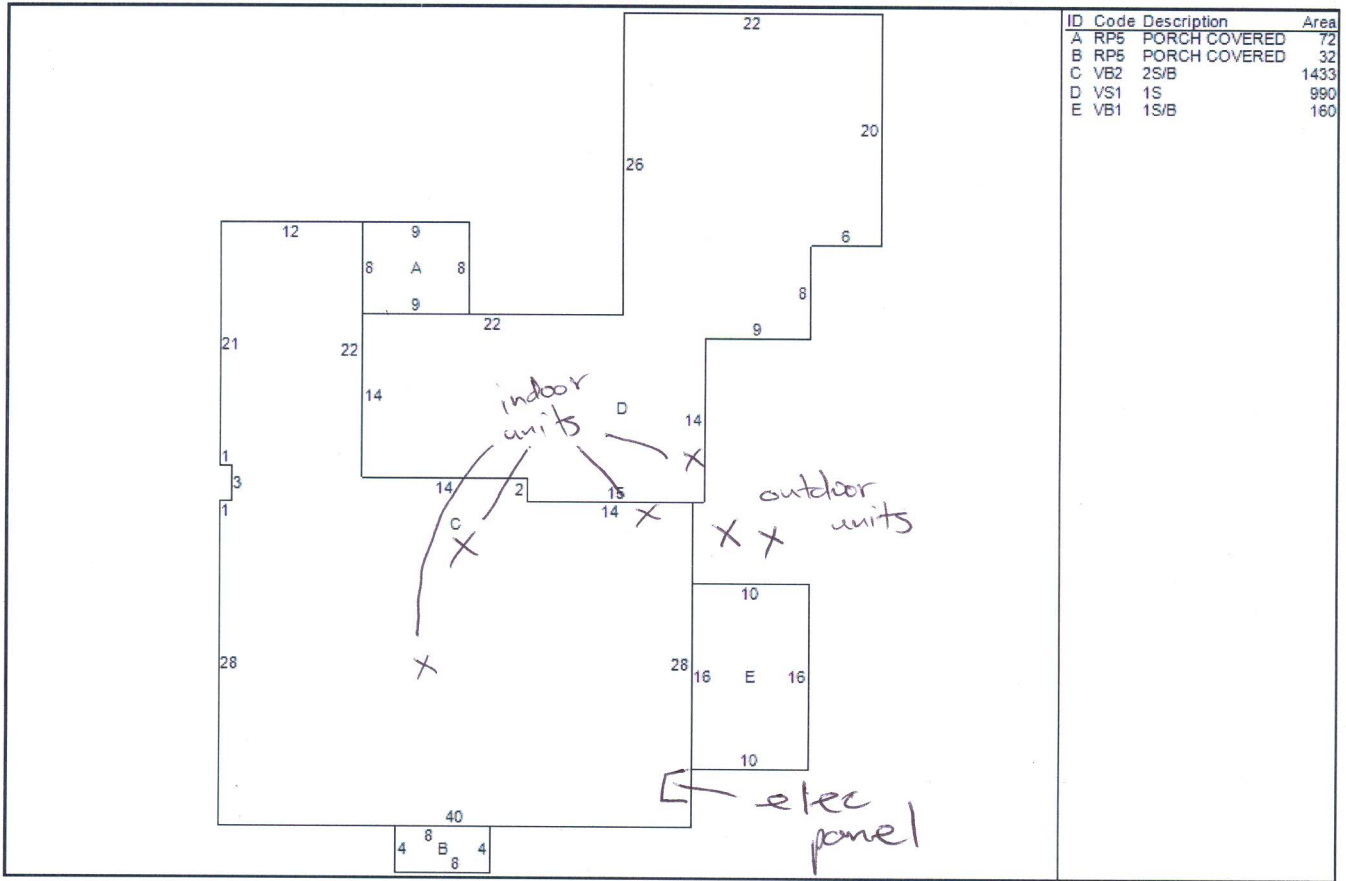 ID Code Description Area
A RP5 PORCH COVERED 72
B RP5 PORCH COVERED 32
C VB2 2S/B 1433
D VS1 1S 990
E VB1 1S/B 160
22
20
26
6
12
9
8 A 8
9
8
22
9
21
22
14
indoor
units
D
14
1
3
1
14
2
15
14
outdoor
units
C
10
28
28
16 E 16
10
elec
panel
40
8
4 B 4
8